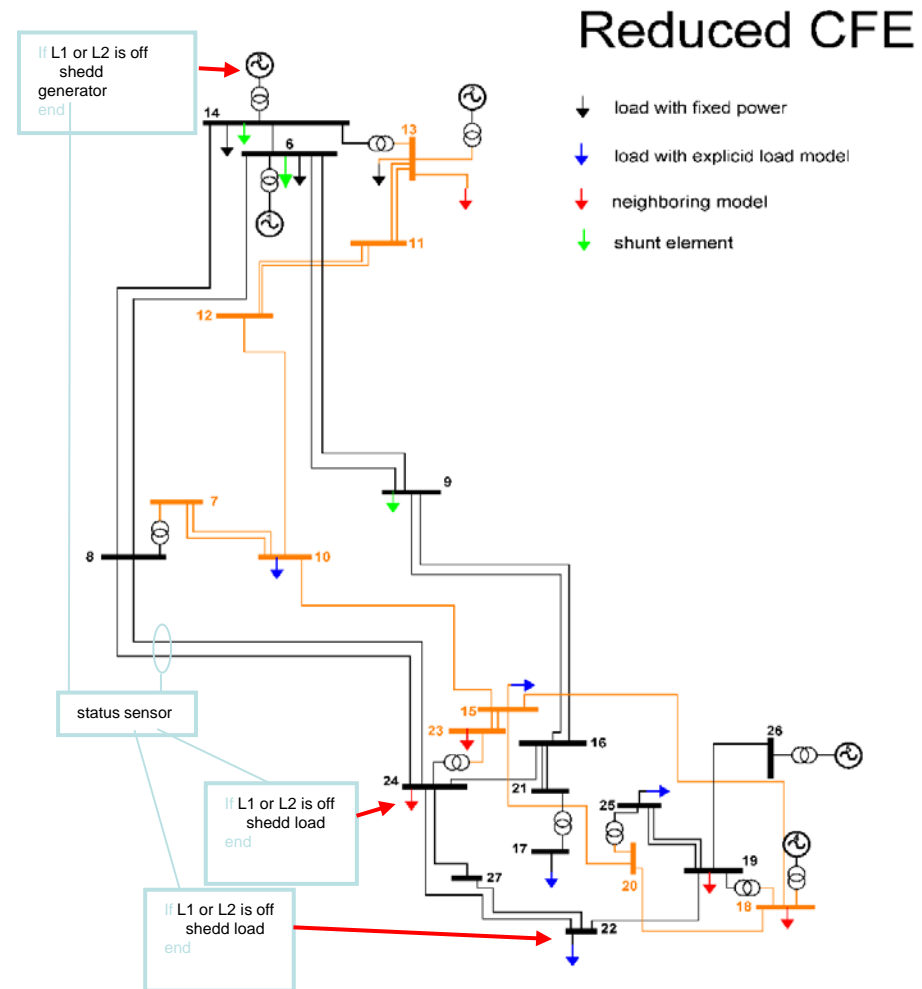 Reduced CFE
If L1 or L2 is off
shedd
generator
end
load with fixed power
load with explicid load model
neighboring model
shunt element
14
13
6
11
12
9
7
8
10
15
23
16
26
24
21
25
17
19
20
27
18
22
status sensor
If L1 or L2 is off
shedd load
end
If L1 or L2 is off
shedd load
end